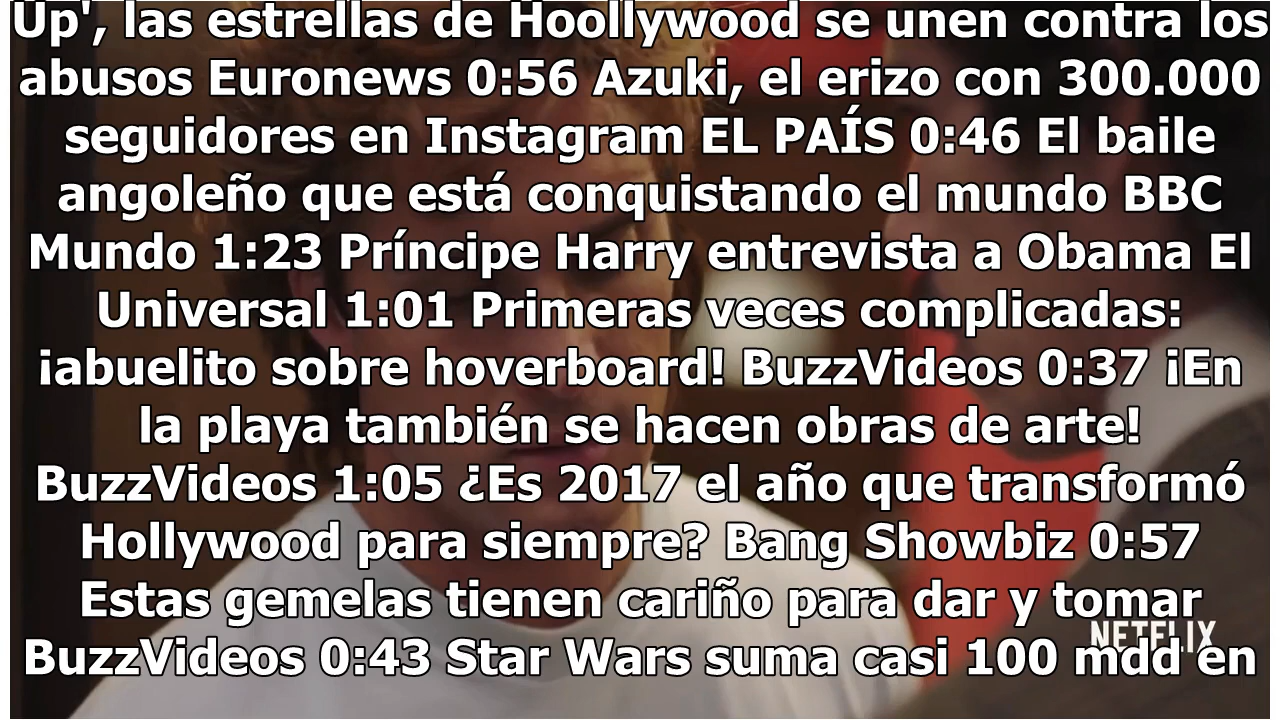 Up', las estrellas de Hoollywood se unen contra los
abusos Euronews 0:56 Azuki, el erizo con 300.000
seguidores en Instagram EL PAÍS 0:46 El baile
angoleño que está conquistando el mundo BBC
Mundo 1:23 Príncipe Harry entrevista a Obama El
Universal 1:01 Primeras veces complicadas:
¡abuelito sobre hoverboard! BuzzVideos 0:37 ¡En
la playa también se hacen obras de arte!
BuzzVideos 1:05 ¿Es 2017 el año que transformó
Hollywood para siempre? Bang Showbiz 0:57
Estas gemelas tienen cariño para dar y tomar
NETFLIX
BuzzVideos 0:43 Star Wars suma casi 100 mdd en